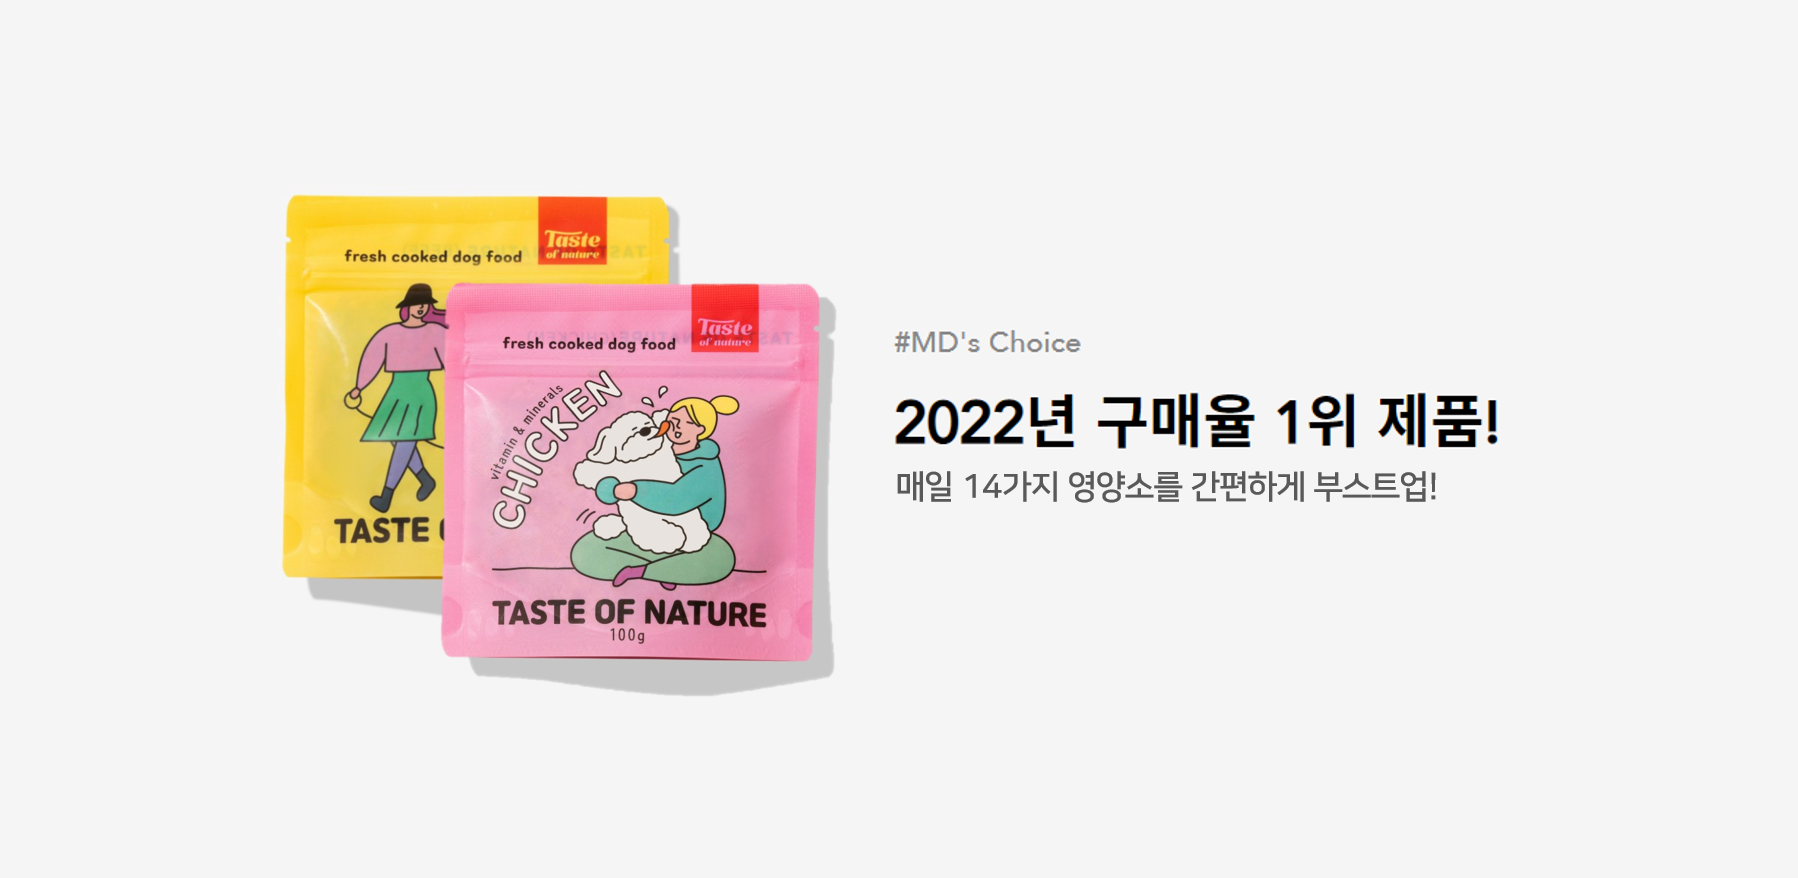 fresh cooked dog food
Taste
of nature
TASTE
fresh cooked dog food
Taste
of nature
vitamin & minerals
CHICKEN
TASTE OF NATURE
100g
#MD's Choice
2022년 구매율 1위 제품!
매일 14가지 영양소를 간편하게 부스트업!